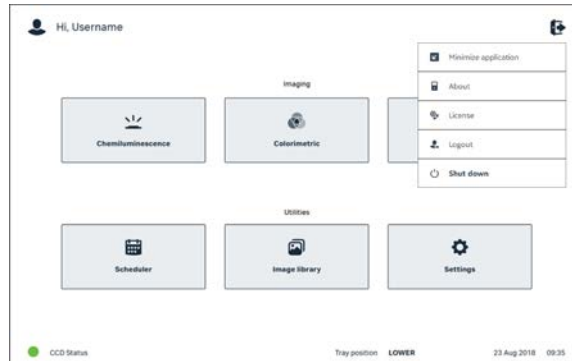 Hi, Username
Minimize application
About
License
Logout
Shut down
Imaging
Chemiluminescence
Colorimetric
Utilities
Scheduler
Image library
Settings
CCD Status
Tray position LOWER
23 Aug 2018 09:35